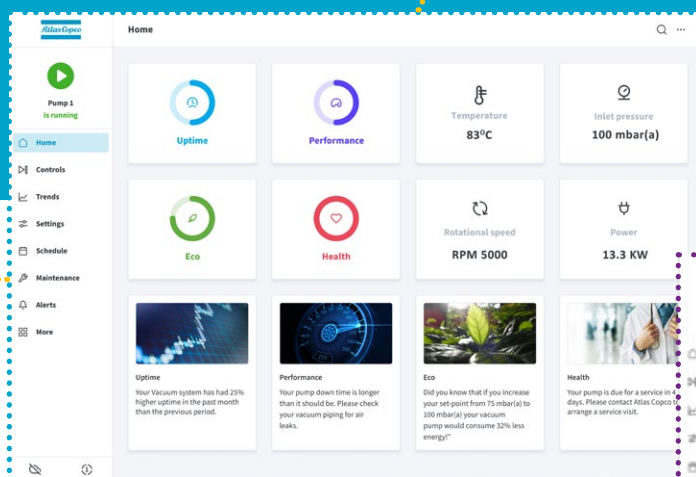 Atlas Copco
Home
Pump 1
is running
Home
Controls
Trends
Settings
Schedule
Maintenance
Alerts
More
Uptime
Performance
Temperature
83°C
Inlet pressure
100 mbar(a)
Eco
Health
Rotational speed
RPM 5000
Power
13.3 KW
Uptime
Your Vacuum system has had 25%
higher uptime in the past month
than the previous period.
Performance
Your pump down time is longer
than it should be. Please check
your vacuum piping for air
leaks.
Eco
Did you know that if you increase
your set-point from 75 mbar(a) to
100 mbar(a) your vacuum
pump would consume 32% less
energy!"
Health
Your pump is due for a service in 4
days. Please contact Atlas Copco to
arrange a service visit.